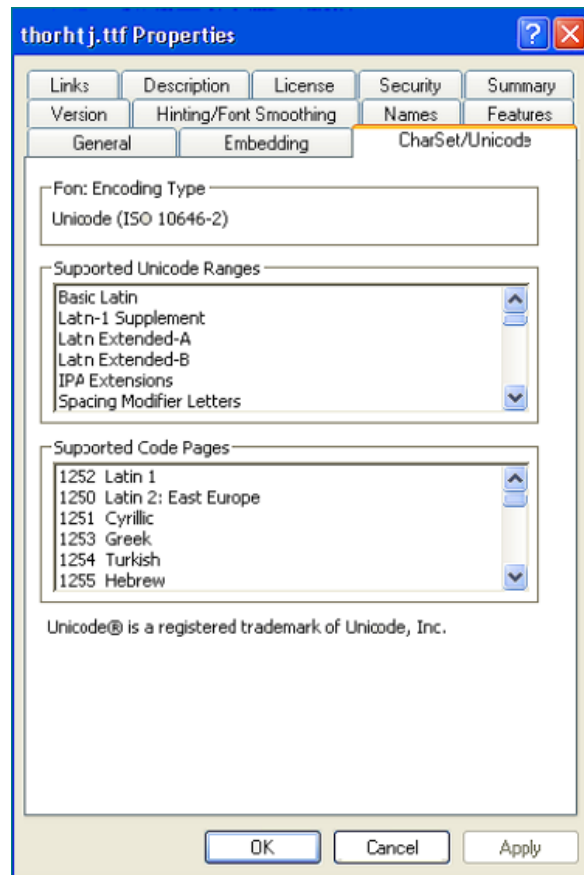 thorhtj.ttf Properties
Links Description License Security Summary
Version Hinting/Font Smoothing Names Features
General Embedding CharSet/Unicode
Font Encoding Type
Unicode (ISO 10646-2)
Supported Unicode Ranges
Basic Latin
Latn-1 Supplement
Latn Extended-A
Latn Extended-B
IPA Extensions
Spacing Modifier Letters
Supported Code Pages
1252 Latin 1
1250 Latin 2: East Europe
1251 Cyrillic
1253 Greek
1254 Turkish
1255 Hebrew
Unicode® is a registered trademark of Unicode, Inc.
OK Cancel Apply